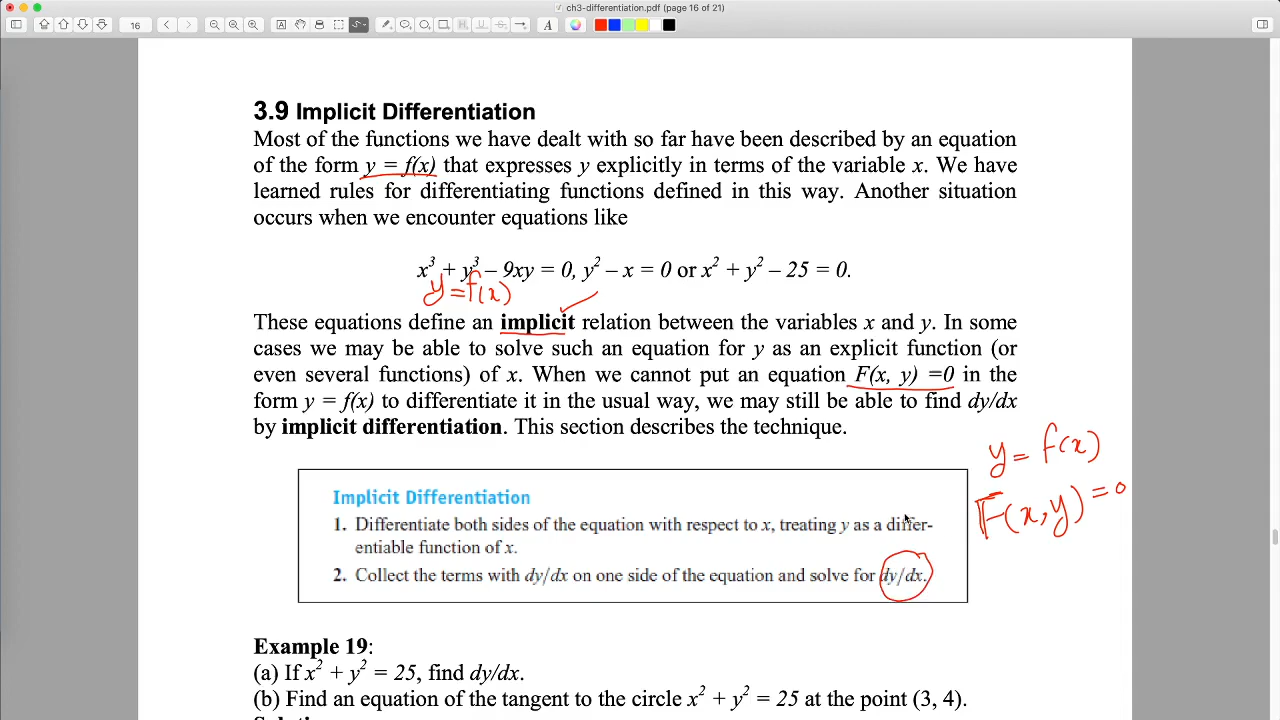 ch3-differentiation.pdf (page 16 of 21)
16
3.9 Implicit Differentiation
Most of the functions we have dealt with so far have been described by an equation
of the form y = f(x) that expresses y explicitly in terms of the variable x. We have
learned rules for differentiating functions defined in this way. Another situation
occurs when we encounter equations like
x³ + y³ – 9xy = 0, y² – x = 0 or x² + y² – 25 = 0.
y = f(x)
These equations define an implicit relation between the variables x and y. In some
cases we may be able to solve such an equation for y as an explicit function (or
even several functions) of x. When we cannot put an equation F(x, y) =0 in the
form y = f(x) to differentiate it in the usual way, we may still be able to find dy/dx
by implicit differentiation. This section describes the technique.
y = f(x)
F(x,y) = 0
Implicit Differentiation
1. Differentiate both sides of the equation with respect to x, treating y as a differ-
entiable function of x.
2. Collect the terms with dy/dx on one side of the equation and solve for dy/dx.
Example 19:
(a) If x² + y² = 25, find dy/dx.
(b) Find an equation of the tangent to the circle x² + y² = 25 at the point (3, 4).